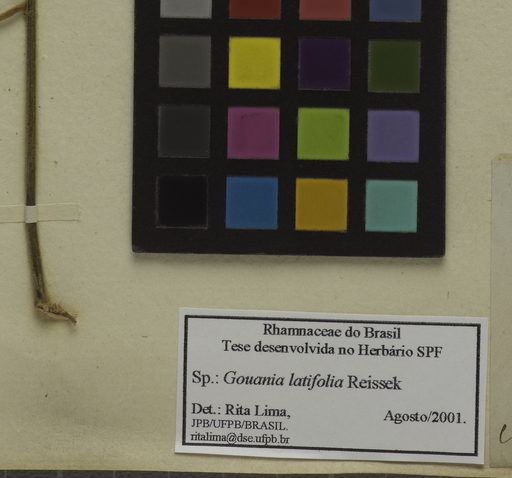 Rhamnaceae do Brasil
Tese desenvolvida no Herbário SPF
Sp.: Gouania latifolia Reissek
Det.: Rita Lima,
Agosto/2001.
JPB/UFPB/BRASIL.
ritalima@dse.ufpb.br